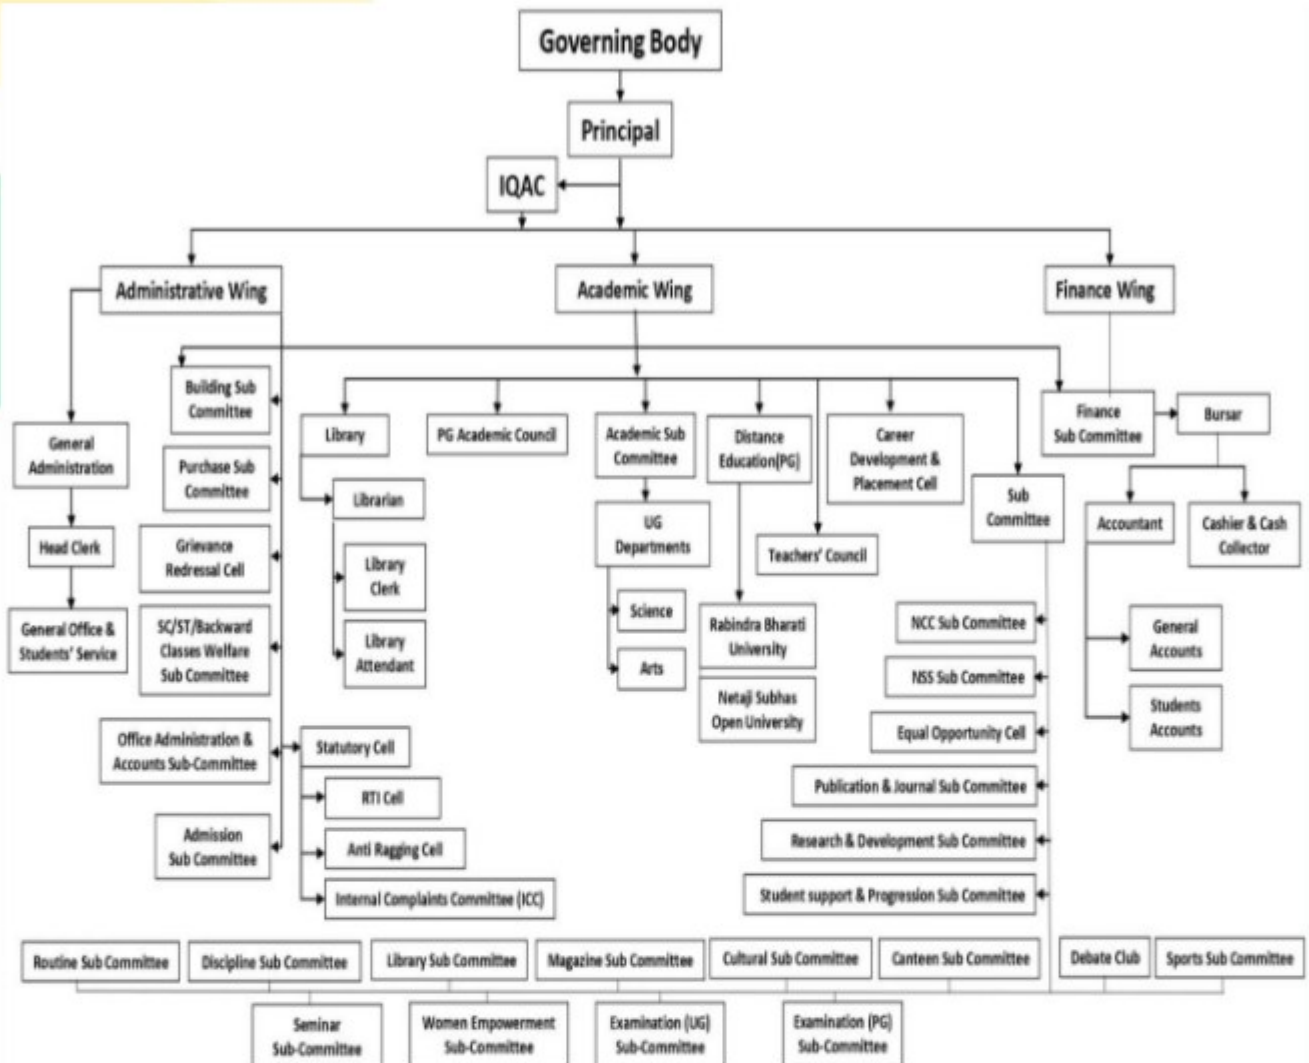 Governing Body
Principal
IQAC
Administrative Wing
Academic Wing
Finance Wing
Building Sub
Committee
General
Administration
Purchase Sub
Committee
Head Clerk
Grievance
Redressal Cell
General Office &
Students' Service
SC/ST/Backward
Classes Welfare
Sub Committee
Office Administration &
Accounts Sub-Committee
Admission
Sub Committee
Statutory Cell
RTI Cell
Anti Ragging Cell
Internal Complaints Committee (ICC)
Library
Librarian
Library
Clerk
Library
Attendant
PG Academic Council
Academic Sub
Committee
UG
Departments
Science
Arts
Distance
Education(PG)
Rabindra Bharati
University
Netaji Subhas
Open University
Teachers' Council
Career
Development &
Placement Cell
Sub
Committee
NCC Sub Committee
NSS Sub Committee
Equal Opportunity Cell
Publication & Journal Sub Committee
Research & Development Sub Committee
Student support & Progression Sub Committee
Finance
Sub Committee
Bursar
Accountant
Cashier & Cash
Collector
General
Accounts
Students
Accounts
Routine Sub Committee
Discipline Sub Committee
Library Sub Committee
Magazine Sub Committee
Cultural Sub Committee
Canteen Sub Committee
Debate Club
Sports Sub Committee
Seminar
Sub-Committee
Women Empowerment
Sub-Committee
Examination (UG)
Sub-Committee
Examination (PG)
Sub-Committee